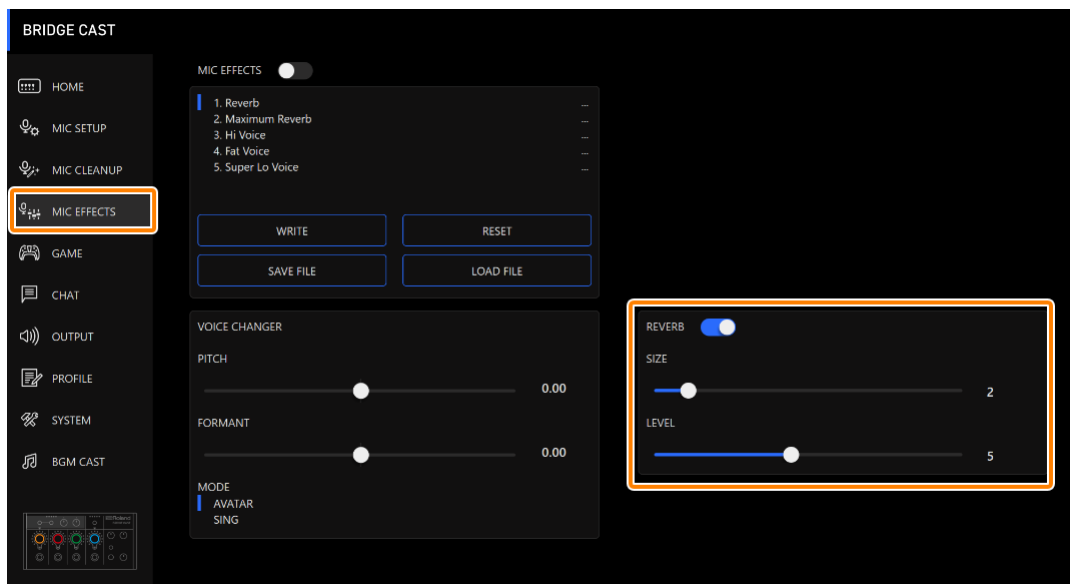 BRIDGE CAST
HOME
MIC SETUP
MIC CLEANUP
MIC EFFECTS
GAME
CHAT
OUTPUT
PROFILE
SYSTEM
BGM CAST
Roland
MIC EFFECTS
1. Reverb ...
2. Maximum Reverb ...
3. Hi Voice ...
4. Fat Voice ...
5. Super Lo Voice ...
WRITE RESET
SAVE FILE LOAD FILE
VOICE CHANGER
PITCH
0.00
FORMANT
0.00
MODE
AVATAR
SING
REVERB
SIZE
2
LEVEL
5